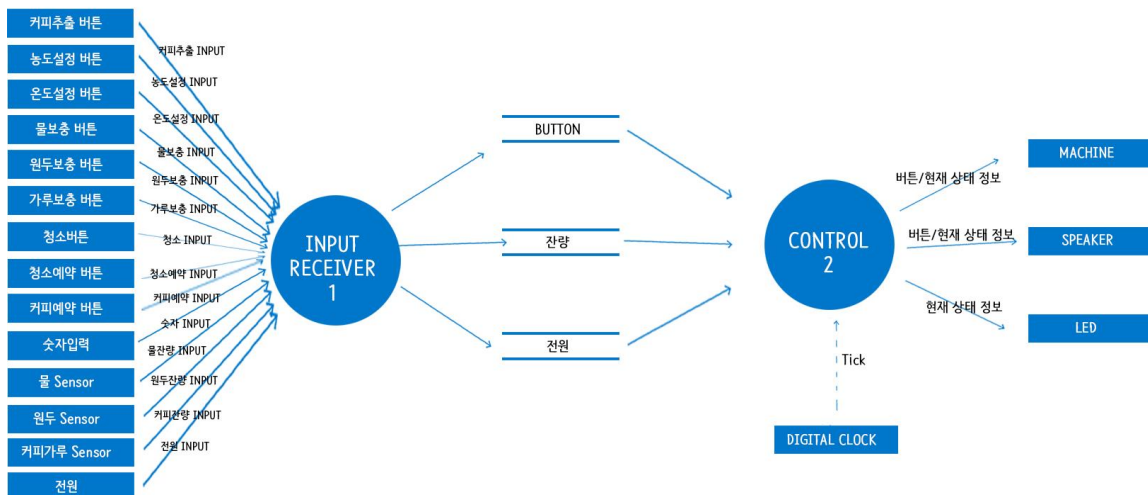 커피추출 버튼
농도설정 버튼
온도설정 버튼
물보충 버튼
원두보충 버튼
가루보충 버튼
청소버튼
청소예약 버튼
커피예약 버튼
숫자입력
물 Sensor
원두 Sensor
커피가루 Sensor
전원
커피추출 INPUT
농도설정 INPUT
온도설정 INPUT
물보충 INPUT
원두보충 INPUT
가루보충 INPUT
청소 INPUT
청소예약 INPUT
커피예약 INPUT
숫자 INPUT
물잔량 INPUT
원두잔량 INPUT
커피잔량 INPUT
전원 INPUT
INPUT
RECEIVER
1
BUTTON
잔량
전원
CONTROL
2
Tick
DIGITAL CLOCK
버튼/현재 상태 정보
버튼/현재 상태 정보
현재 상태 정보
MACHINE
SPEAKER
LED